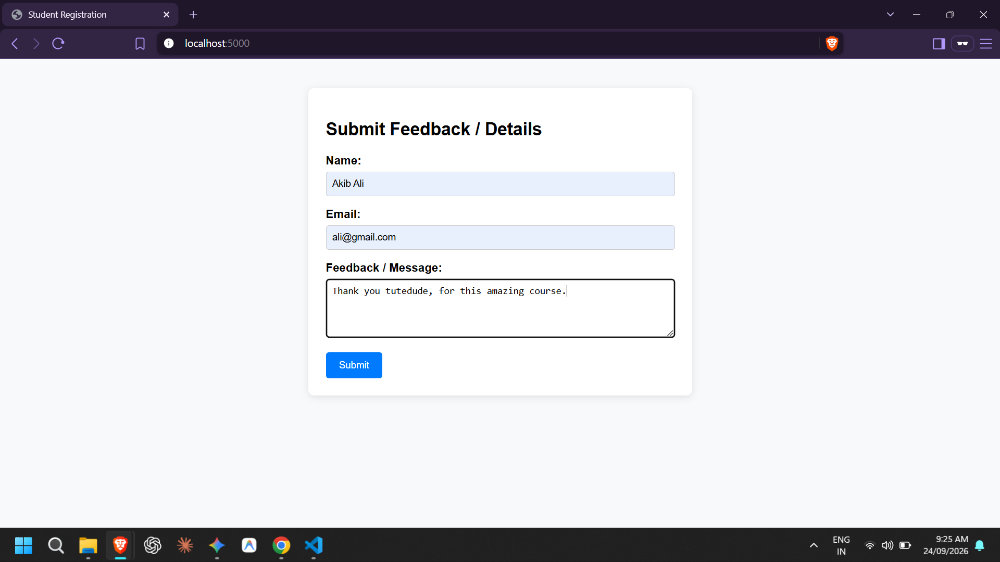 Student Registration
localhost:5000
Submit Feedback / Details
Name:
Akib Ali
Email:
ali@gmail.com
Feedback / Message:
Thank you tutedude, for this amazing course.
Submit
ENG
IN
9:25 AM
24/09/2026